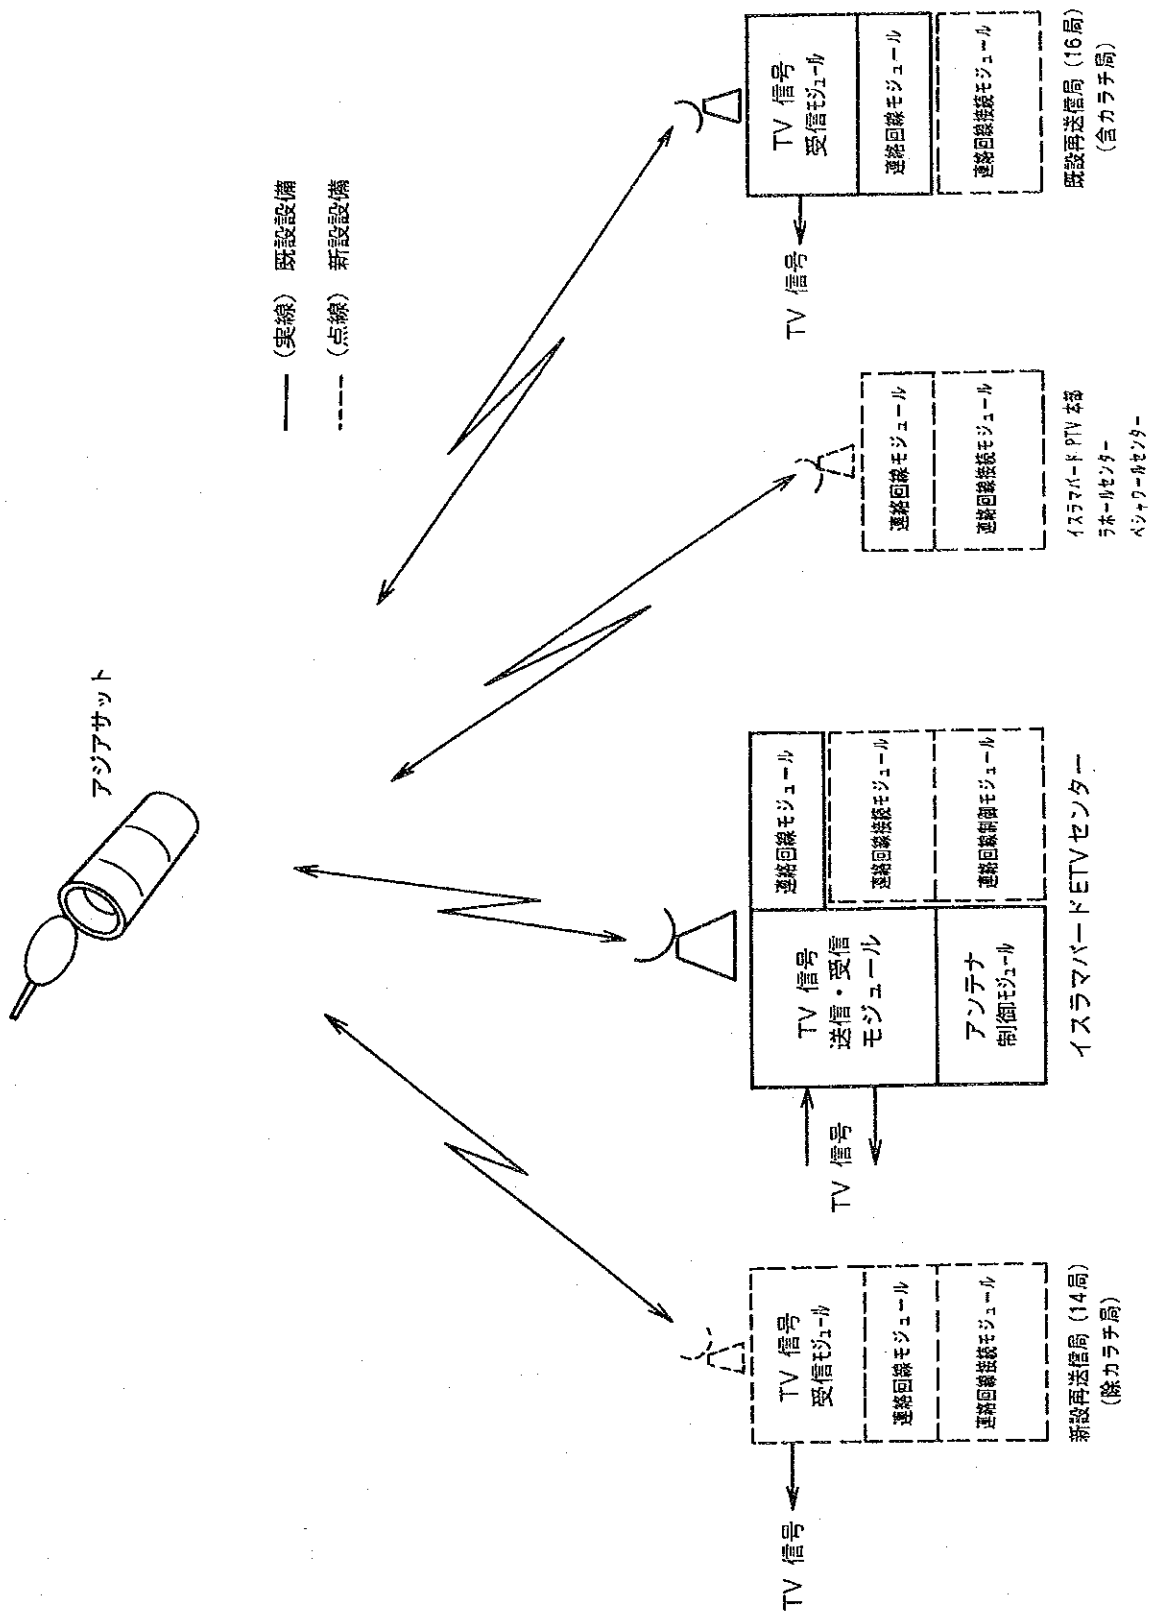 アジアサット
(実線) 既設設備
(点線) 新設設備
TV 信号
TV 信号
受信モジュール
連絡回線モジュール
連絡回線接続モジュール
新設再送信局 (14局)
(除カラチ局)
TV 信号
TV 信号
送信・受信
モジュール
アンテナ
制御モジュール
連絡回線モジュール
連絡回線接続モジュール
連絡回線制御モジュール
イスラマバードETVセンター
連絡回線モジュール
連絡回線接続モジュール
イスラマバード PTV 本部
ラホールセンター
ペシャワールセンター
TV 信号
TV 信号
受信モジュール
連絡回線モジュール
連絡回線接続モジュール
既設再送信局 (16局)
(含カラチ局)